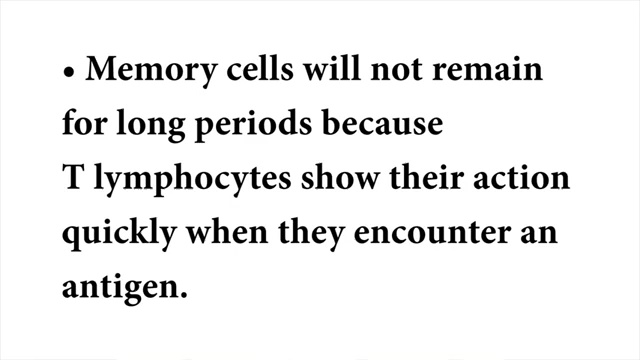 • Memory cells will not remain
for long periods because
T lymphocytes show their action
quickly when they encounter an
antigen.